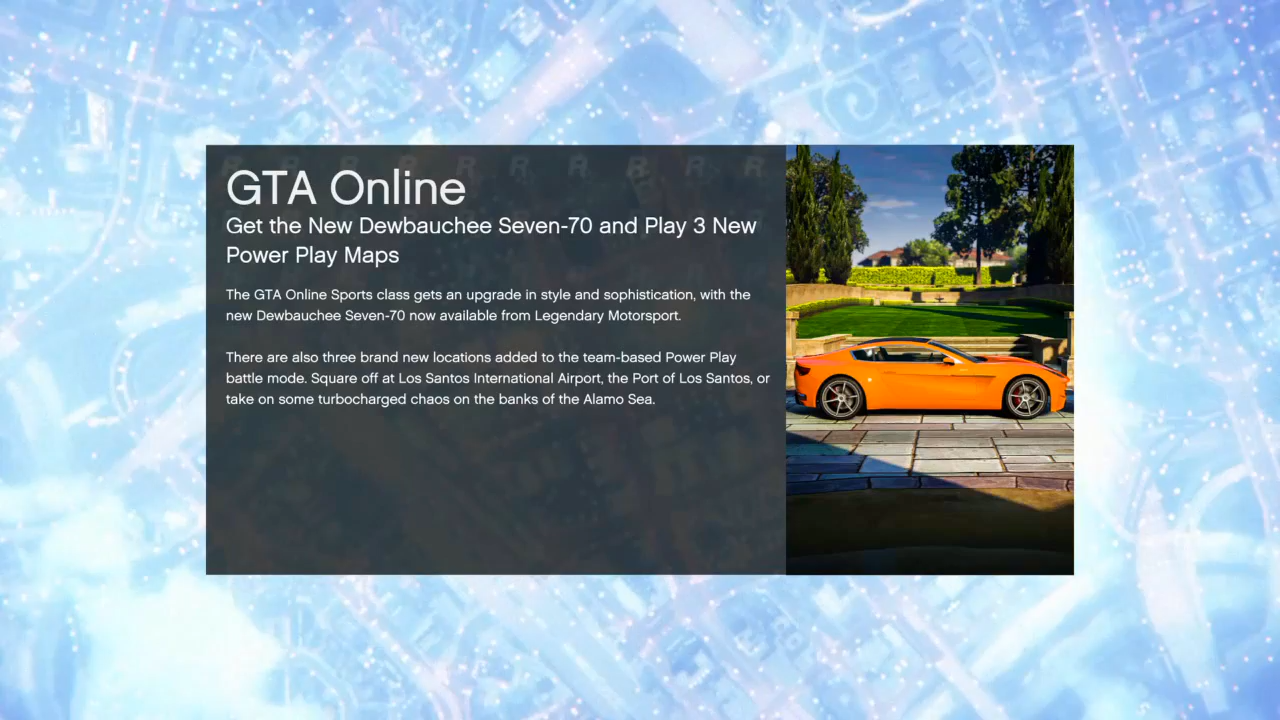 GTA Online
Get the New Dewbauchee Seven-70 and Play 3 New
Power Play Maps
The GTA Online Sports class gets an upgrade in style and sophistication, with the
new Dewbauchee Seven-70 now available from Legendary Motorsport.
There are also three brand new locations added to the team-based Power Play
battle mode. Square off at Los Santos International Airport, the Port of Los Santos, or
take on some turbocharged chaos on the banks of the Alamo Sea.